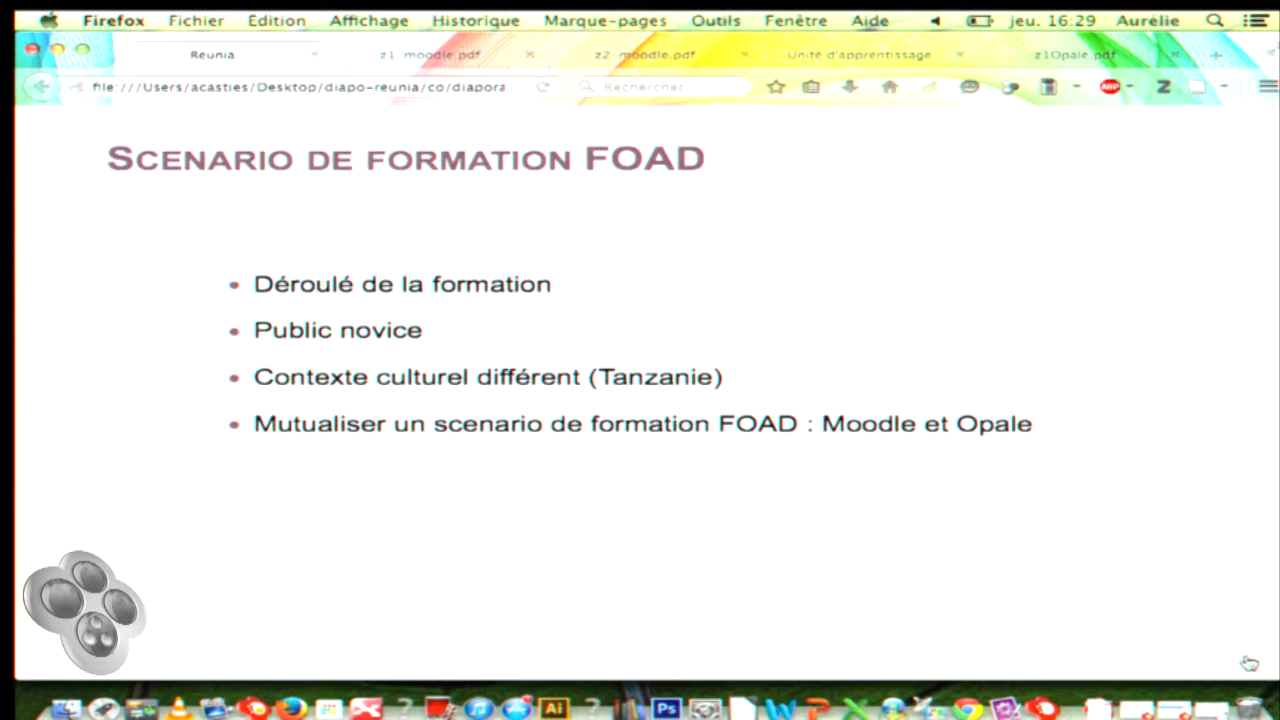 Firefox Fichier Édition Affichage Historique Marque-pages Outils Fenêtre Aide jeu. 16:29 Aurélie
Reunia z1-moodle.pdf z2-moodle.pdf Unité d'apprentissage z1Opale.pdf
file:///Users/acasties/Desktop/diapo-reunia/co/diapora
Rechercher
ABP
Z
SCENARIO DE FORMATION FOAD
Déroulé de la formation
Public novice
Contexte culturel différent (Tanzanie)
Mutualiser un scenario de formation FOAD : Moodle et Opale
Ai
Ps